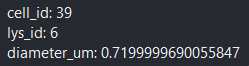 cell_id: 39
lys_id: 6
diameter_um: 0.7199999690055847